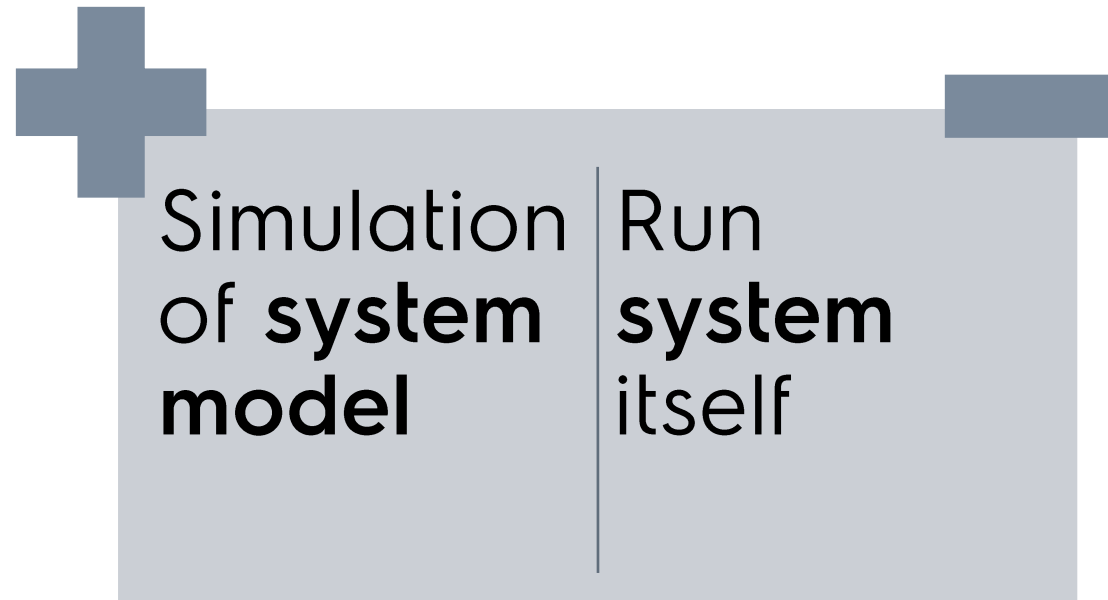 Simulation
of system
model
Run
system
itself